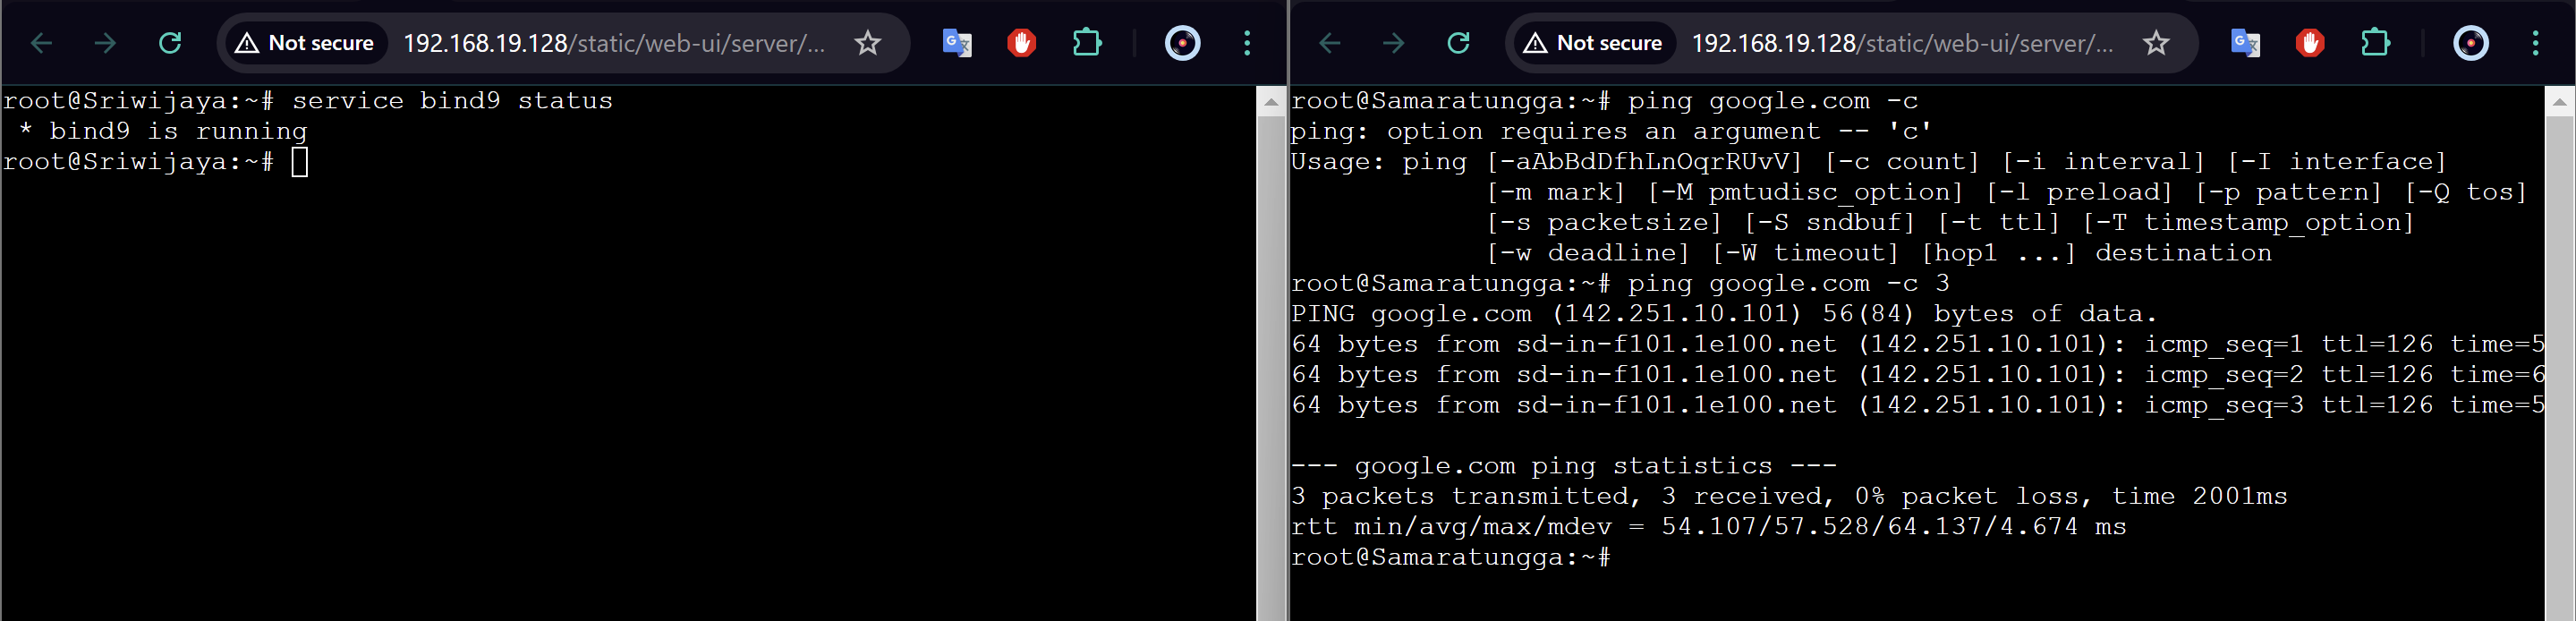 Not secure 192.168.19.128/static/web-ui/server/...
root@Sriwijaya:~# service bind9 status
 * bind9 is running
root@Sriwijaya:~#
Not secure 192.168.19.128/static/web-ui/server/...
root@Samaratungga:~# ping google.com -c
ping: option requires an argument -- 'c'
Usage: ping [-aAbBdDfhLnOqrRUvV] [-c count] [-i interval] [-I interface]
            [-m mark] [-M pmtudisc_option] [-l preload] [-p pattern] [-Q tos]
            [-s packetsize] [-S sndbuf] [-t ttl] [-T timestamp_option]
            [-w deadline] [-W timeout] [hop1 ...] destination
root@Samaratungga:~# ping google.com -c 3
PING google.com (142.251.10.101) 56(84) bytes of data.
64 bytes from sd-in-f101.1e100.net (142.251.10.101): icmp_seq=1 ttl=126 time=5
64 bytes from sd-in-f101.1e100.net (142.251.10.101): icmp_seq=2 ttl=126 time=6
64 bytes from sd-in-f101.1e100.net (142.251.10.101): icmp_seq=3 ttl=126 time=5
--- google.com ping statistics ---
3 packets transmitted, 3 received, 0% packet loss, time 2001ms
rtt min/avg/max/mdev = 54.107/57.528/64.137/4.674 ms
root@Samaratungga:~#